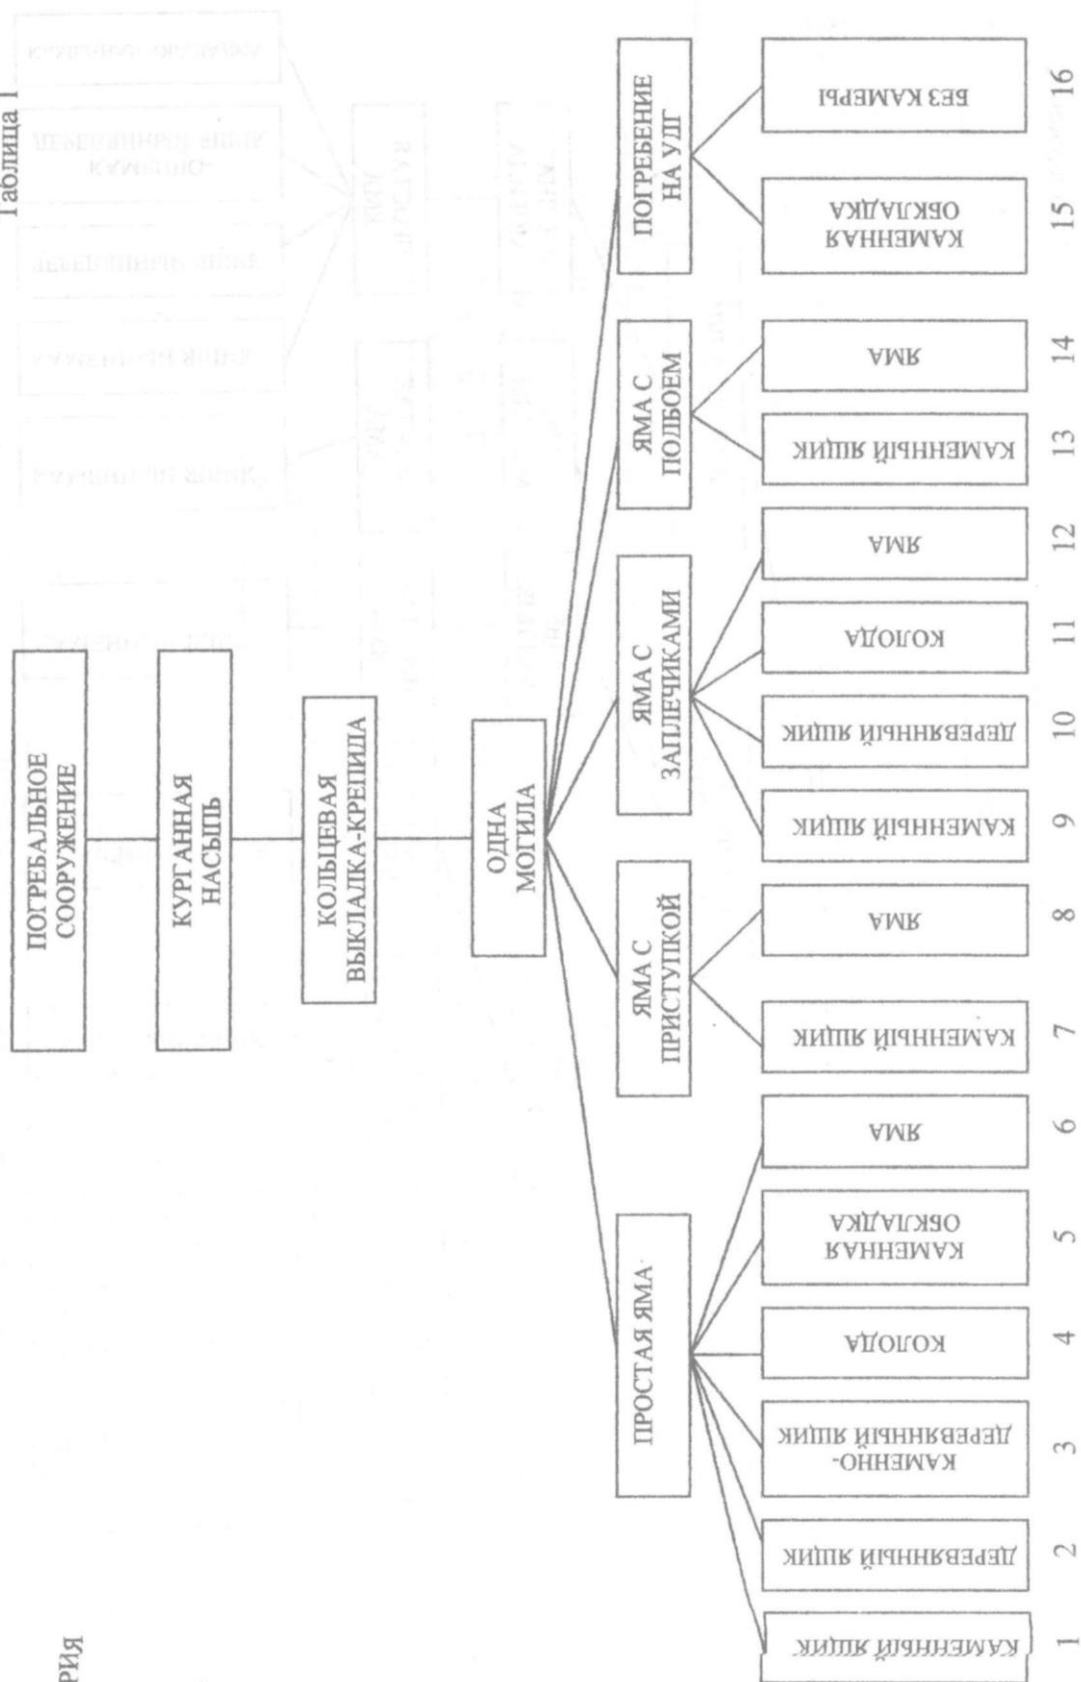 Таблица 1
РИЯ
ПОГРЕБАЛЬНОЕ
СООРУЖЕНИЕ
КУРГАННАЯ
НАСЫПЬ
КОЛЬЦЕВАЯ
ВЫКЛАДКА-КРЕПИДА
ОДНА
МОГИЛА
ПРОСТАЯ ЯМА
ЯМА С
ПРИСТУПКОЙ
ЯМА С
ЗАПЛЕЧИКАМИ
ЯМА С
ПОДБОЕМ
ПОГРЕБЕНИЕ
НА УДГ
КАМЕННЫЙ ЯЩИК
ДЕРЕВЯННЫЙ ЯЩИК
КАМЕННО-
ДЕРЕВЯННЫЙ ЯЩИК
КОЛОДА
КАМЕННАЯ
ОБКЛАДКА
ЯМА
КАМЕННЫЙ ЯЩИК
ЯМА
КАМЕННЫЙ ЯЩИК
ДЕРЕВЯННЫЙ ЯЩИК
КОЛОДА
ЯМА
КАМЕННЫЙ ЯЩИК
ЯМА
КАМЕННАЯ
ОБКЛАДКА
БЕЗ КАМЕРЫ
1 2 3 4 5 6 7 8 9 10 11 12 13 14 15 16